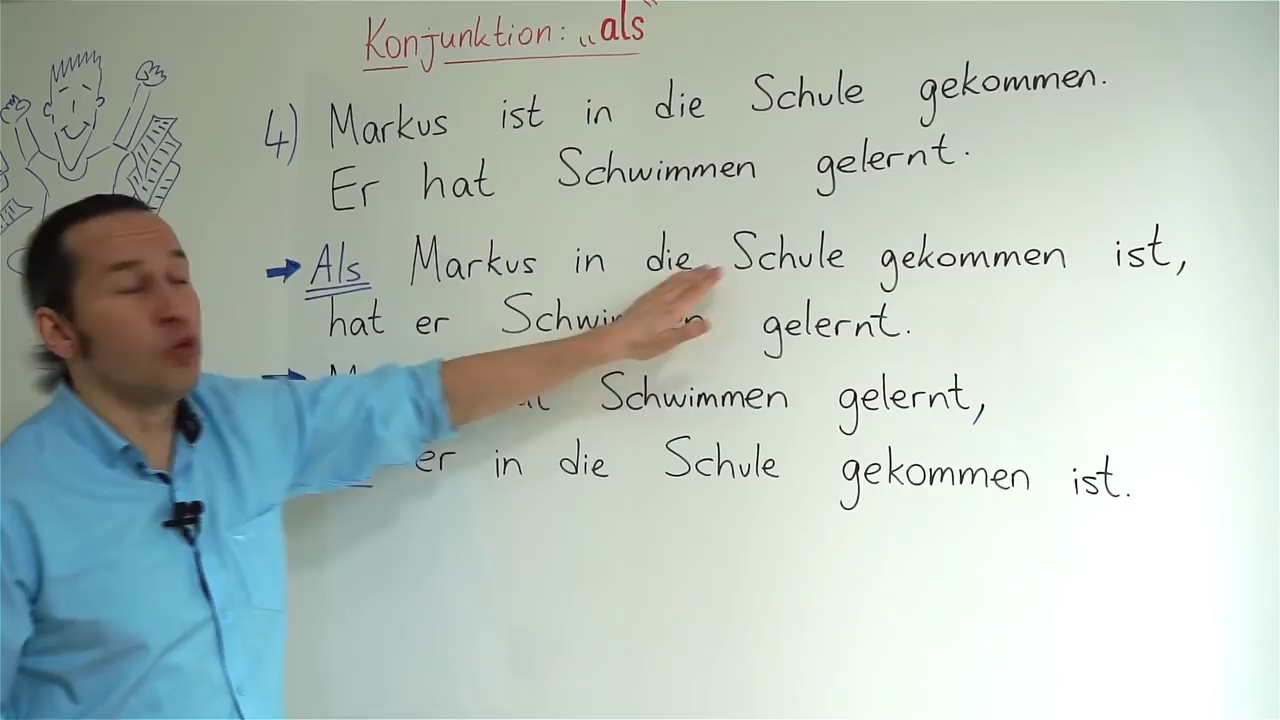 Konjunktion: „als“
4) Markus ist in die Schule gekommen.
Er hat Schwimmen gelernt.
→ Als Markus in die Schule gekommen ist,
hat er gelernt.
→ Schwimmen gelernt,
er in die Schule gekommen ist.